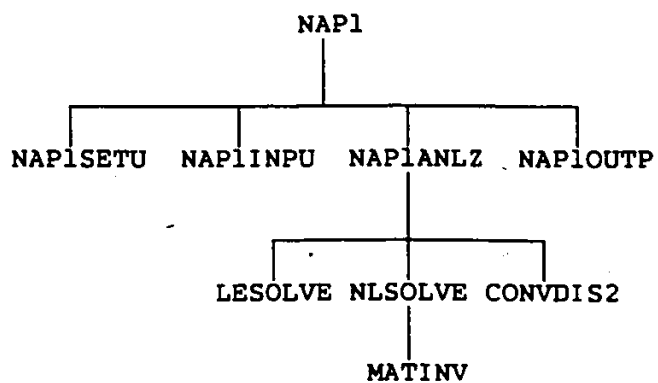 NAP1
NAP1SETU NAP1INPU NAP1ANLZ NAP1OUTP
LESOLVE NLSOLVE CONVDIS2
MATINV